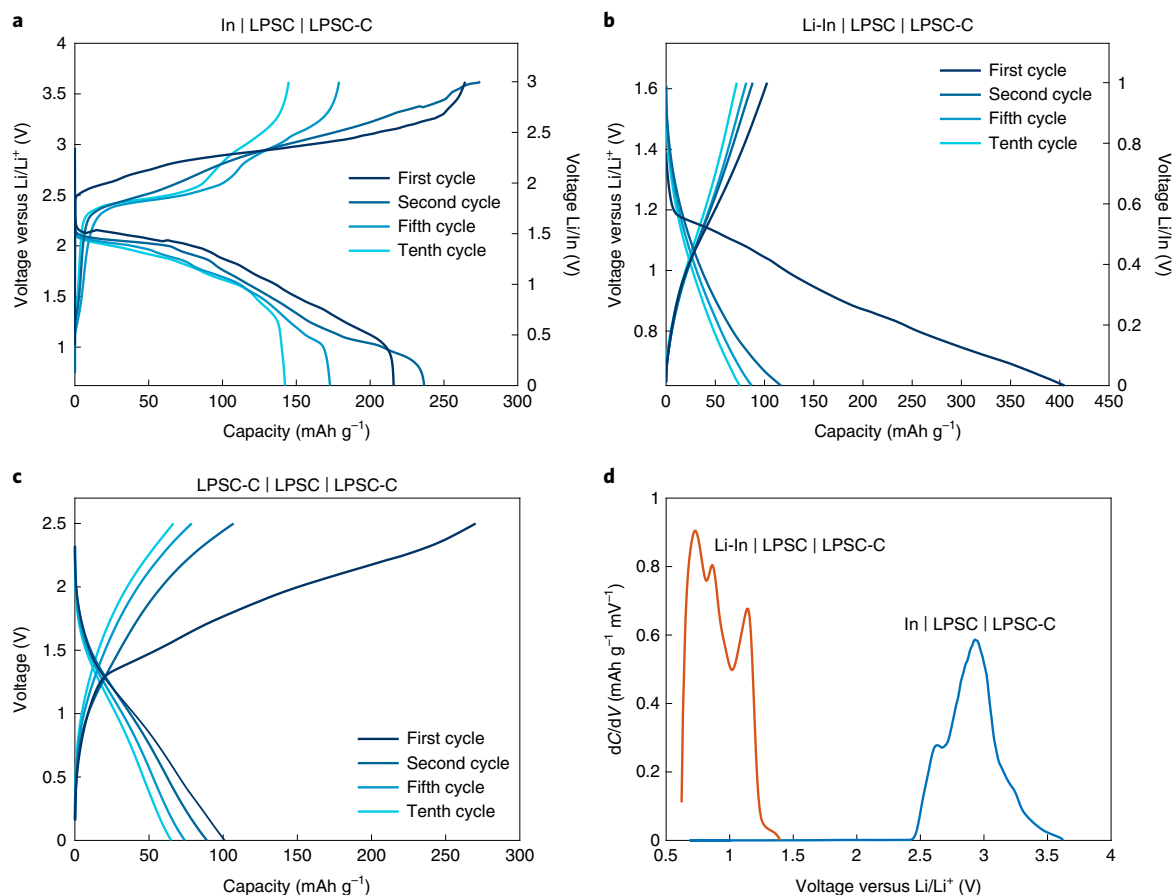 a
In | LPSC | LPSC-C
4
3.5
3
2.5
2
1.5
1
Voltage versus Li/Li⁺ (V)
3
2.5
2
1.5
1
0.5
0
Voltage Li/In (V)
First cycle
Second cycle
Fifth cycle
Tenth cycle
0 50 100 150 200 250 300
Capacity (mAh g⁻¹)
b
Li-In | LPSC | LPSC-C
1.6
1.4
1.2
1
0.8
Voltage versus Li/Li⁺ (V)
1
0.8
0.6
0.4
0.2
0
Voltage Li/In (V)
First cycle
Second cycle
Fifth cycle
Tenth cycle
0 50 100 150 200 250 300 350 400 450
Capacity (mAh g⁻¹)
c
LPSC-C | LPSC | LPSC-C
2.5
2
1.5
1
0.5
0
Voltage (V)
First cycle
Second cycle
Fifth cycle
Tenth cycle
0 50 100 150 200 250 300
Capacity (mAh g⁻¹)
d
1
0.8
0.6
0.4
0.2
0
dC/dV (mAh g⁻¹ mV⁻¹)
Li-In | LPSC | LPSC-C
In | LPSC | LPSC-C
0.5 1 1.5 2 2.5 3 3.5 4
Voltage versus Li/Li⁺ (V)